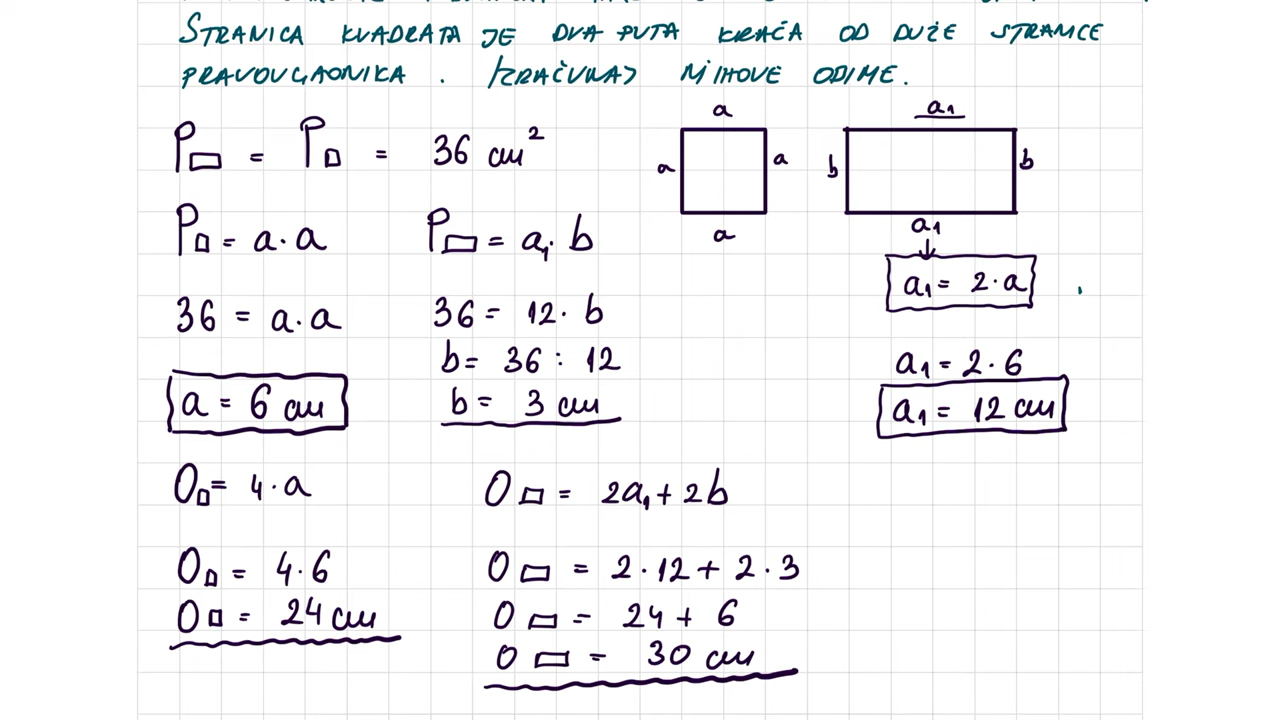 STRANICA KVADRATA JE DVA PUTA KRAĆA OD DUŽE STRANICE
PRAVOUGAONIKA . IZRAČUNAJ NJIHOVE OBIME.
P▭ = P□ = 36 cm²
a
a a
a
a₁
b b
a₁
↓
a₁ = 2·a
P□ = a·a
P▭ = a₁·b
36 = a·a
36 = 12·b
b = 36 : 12
b = 3 cm
a₁ = 2·6
a₁ = 12 cm
a = 6 cm
O□ = 4·a
O▭ = 2a₁ + 2b
O□ = 4·6
O□ = 24 cm
O▭ = 2·12 + 2·3
O▭ = 24 + 6
O▭ = 30 cm